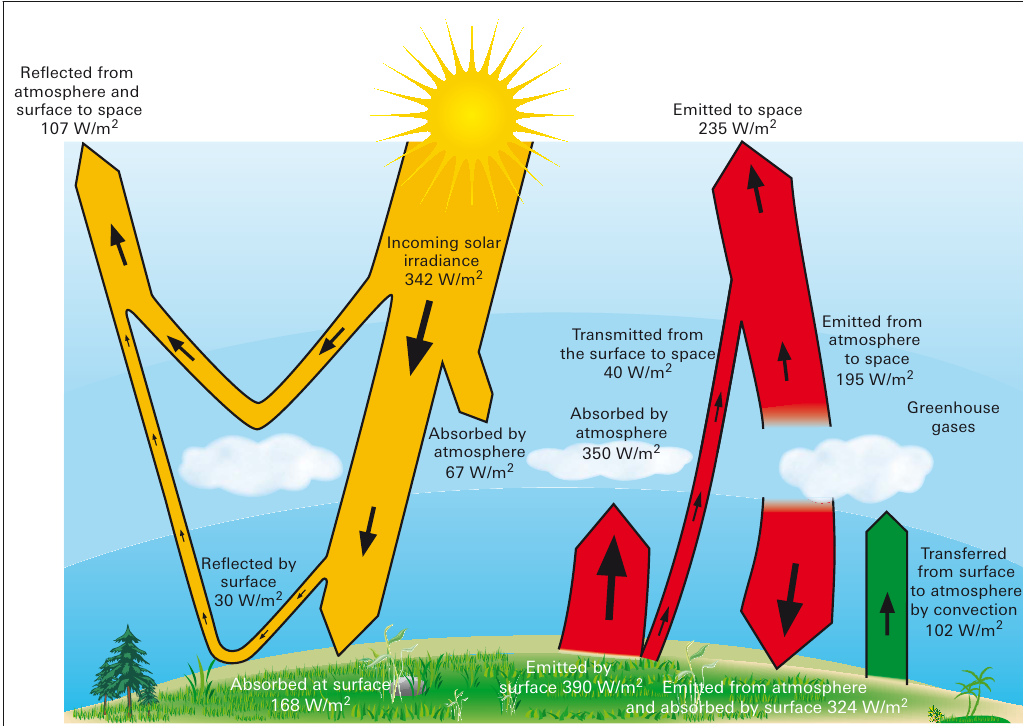 Reflected from
atmosphere and
surface to space
107 W/m²
Incoming solar
irradiance
342 W/m²
Absorbed by
atmosphere
67 W/m²
Reflected by
surface
30 W/m²
Absorbed at surface
168 W/m²
Emitted to space
235 W/m²
Transmitted from
the surface to space
40 W/m²
Absorbed by
atmosphere
350 W/m²
Emitted from
atmosphere
to space
195 W/m²
Greenhouse
gases
Transferred
from surface
to atmosphere
by convection
102 W/m²
Emitted by
surface 390 W/m²
Emitted from atmosphere
and absorbed by surface 324 W/m²